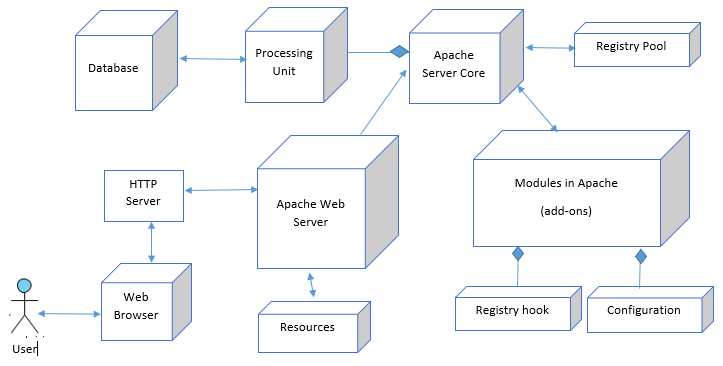 Database
Processing
Unit
Apache
Server Core
Registry Pool
HTTP
Server
Apache Web
Server
Modules in Apache
(add-ons)
Web
Browser
Resources
Registry hook
Configuration
User